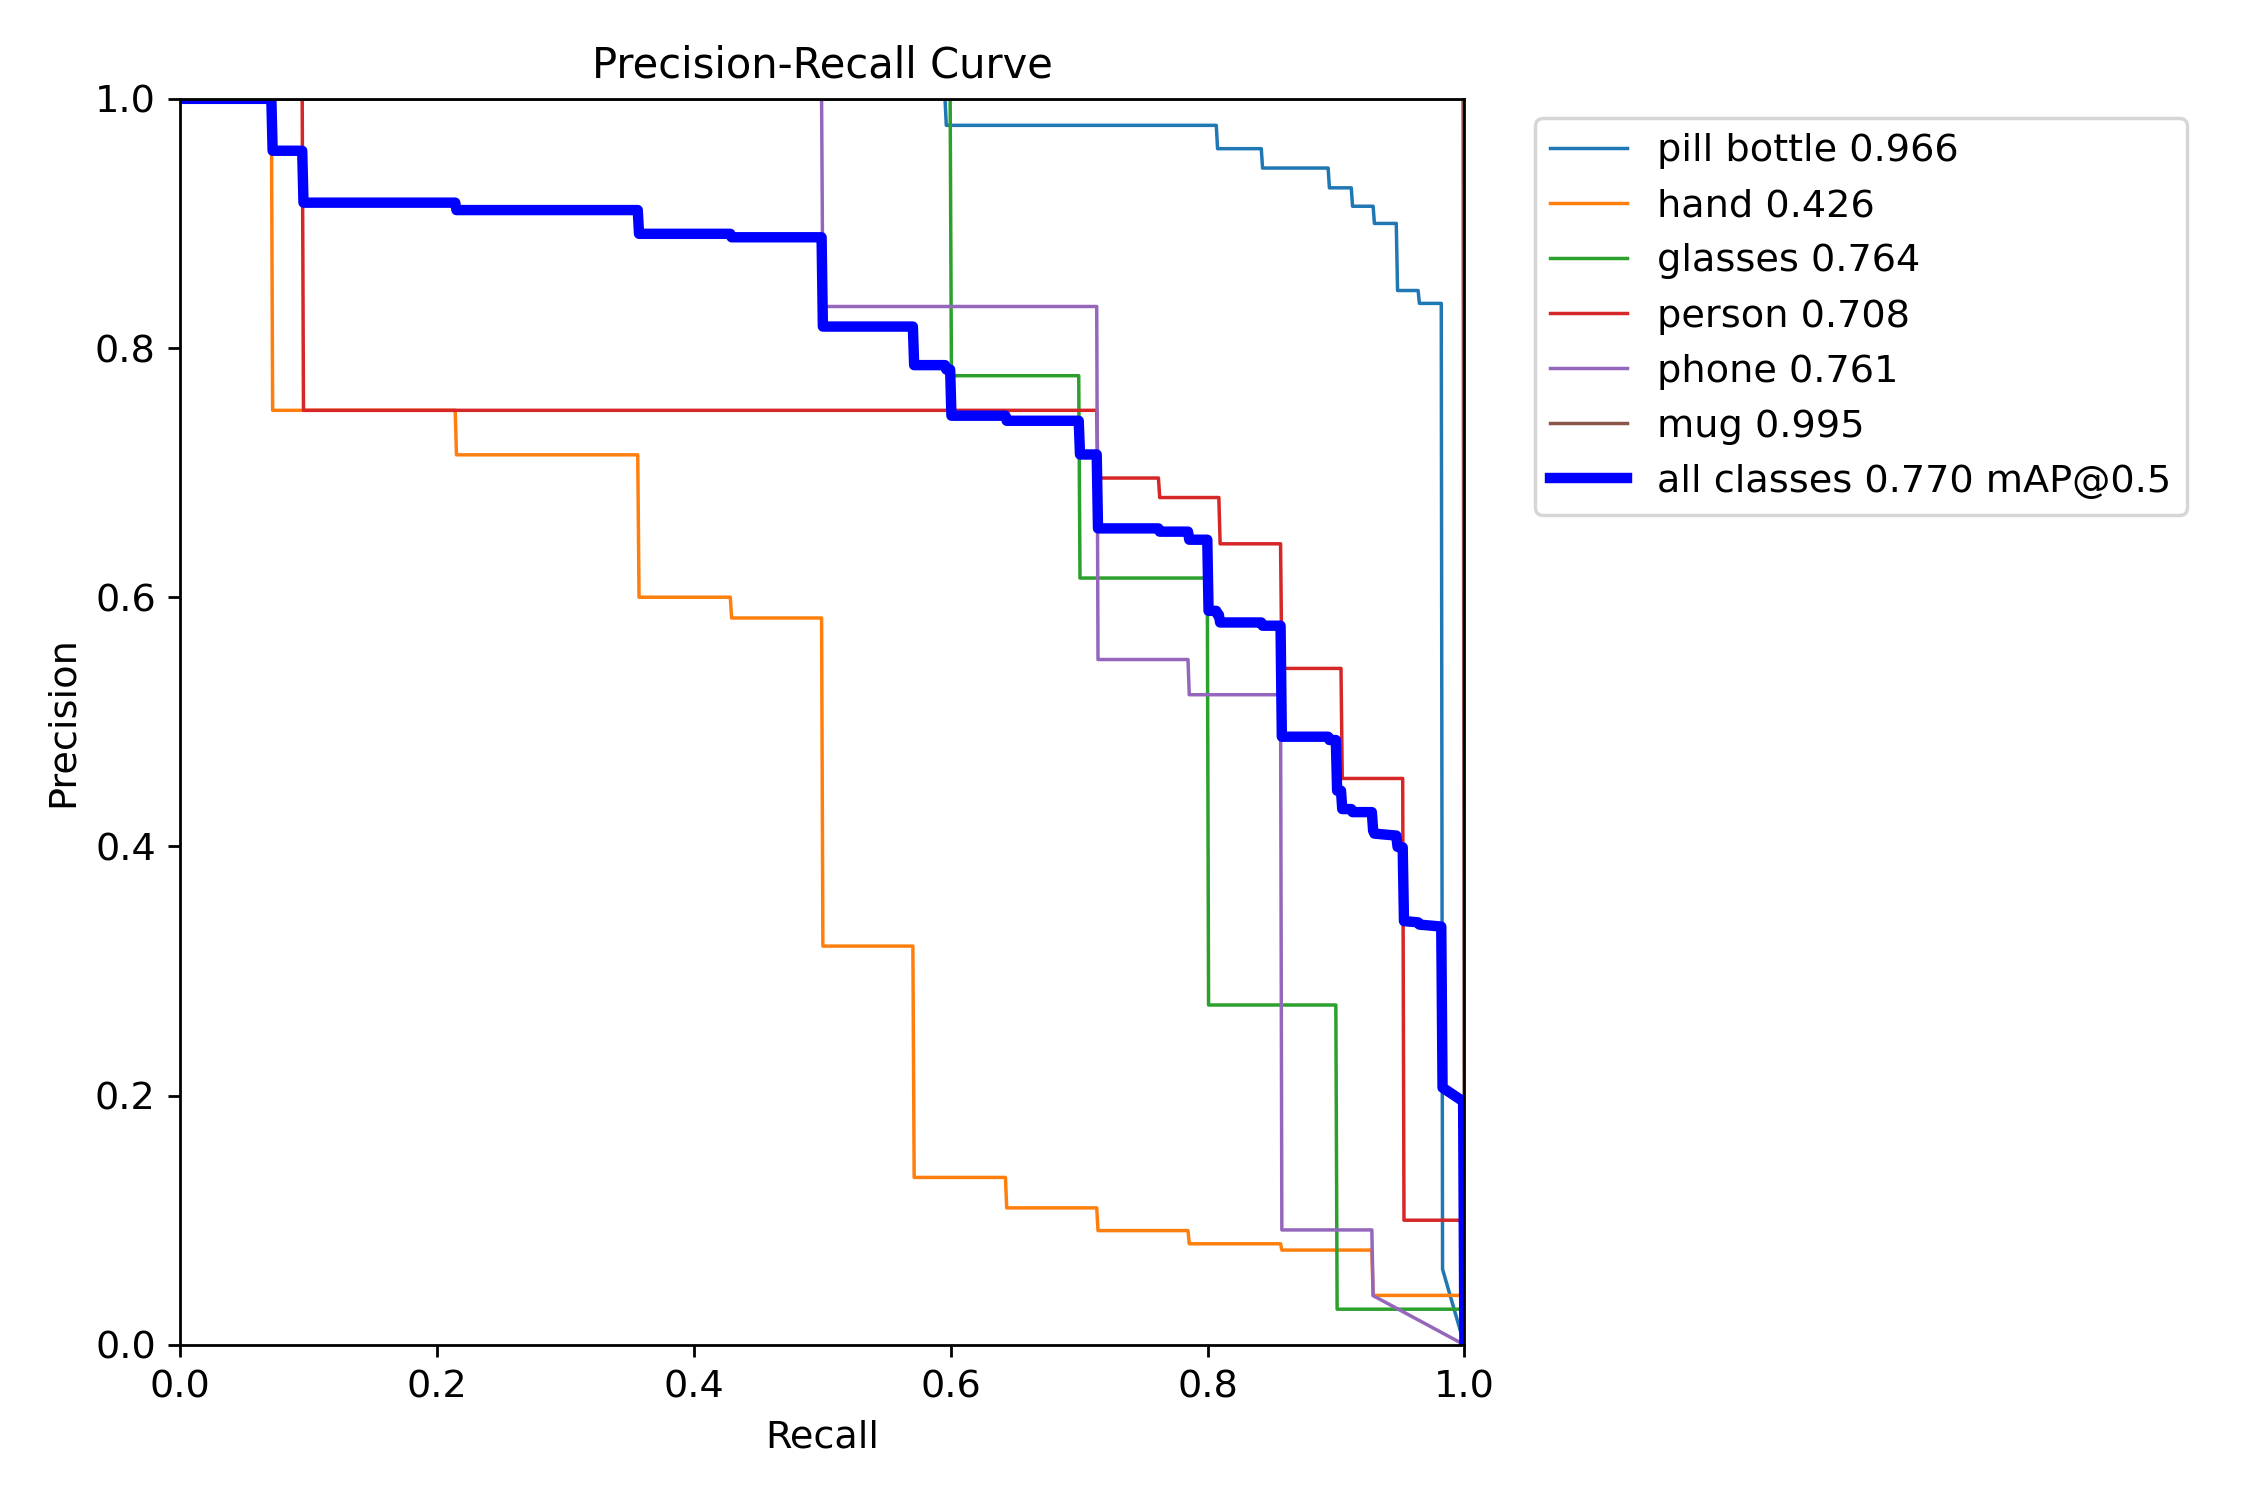 Precision-Recall Curve
1.0
0.8
0.6
0.4
0.2
0.0
Precision
0.0 0.2 0.4 0.6 0.8 1.0
Recall
pill bottle 0.966
hand 0.426
glasses 0.764
person 0.708
phone 0.761
mug 0.995
all classes 0.770 mAP@0.5